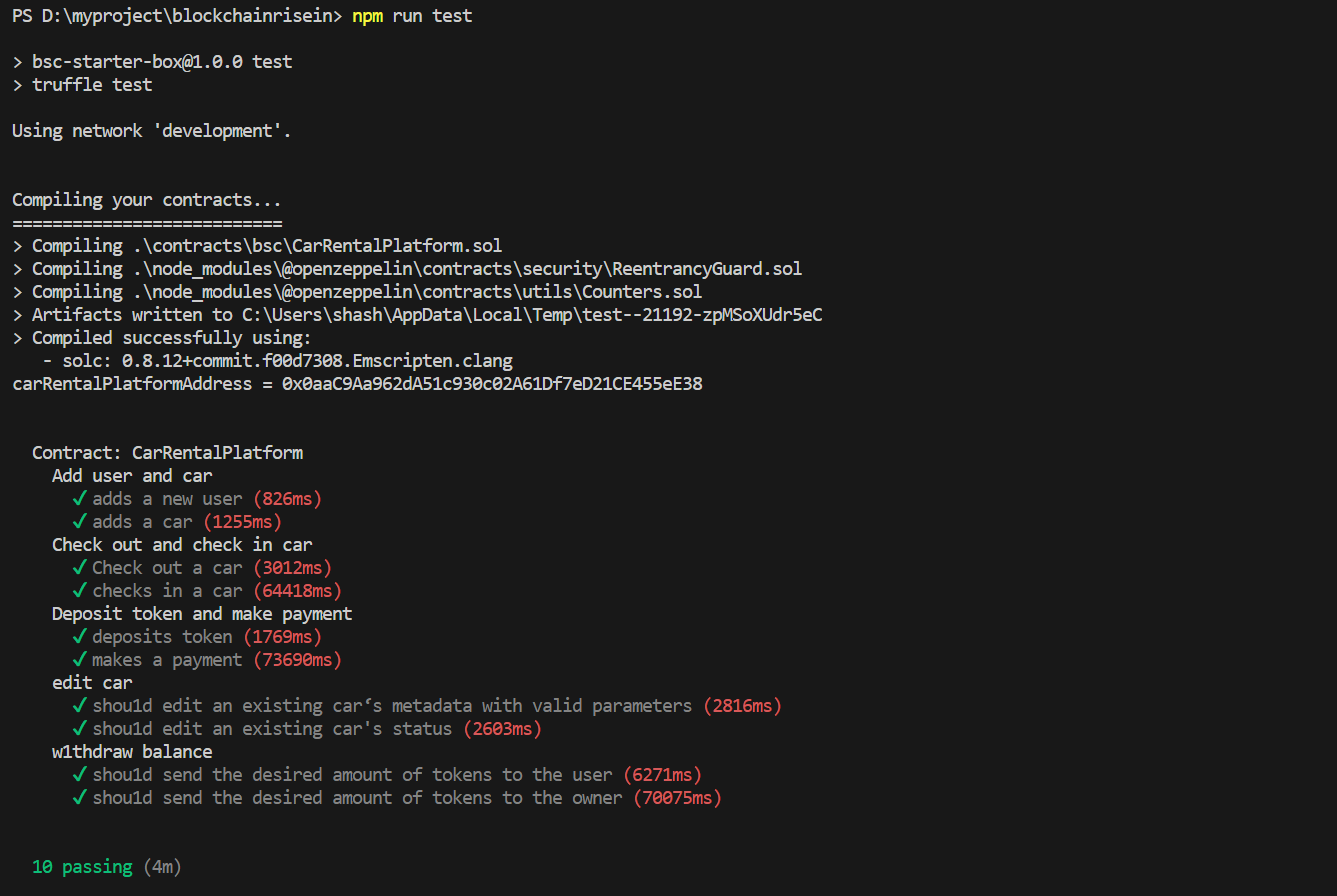 PS D:\myproject\blockchainrisein> npm run test
> bsc-starter-box@1.0.0 test
> truffle test
Using network 'development'.
Compiling your contracts...
===========================
> Compiling .\contracts\bsc\CarRentalPlatform.sol
> Compiling .\node_modules\@openzeppelin\contracts\security\ReentrancyGuard.sol
> Compiling .\node_modules\@openzeppelin\contracts\utils\Counters.sol
> Artifacts written to C:\Users\shash\AppData\Local\Temp\test--21192-zpMSoXUdr5eC
> Compiled successfully using:
   - solc: 0.8.12+commit.f00d7308.Emscripten.clang
carRentalPlatformAddress = 0x0aaC9Aa962dA51c930c02A61Df7eD21CE455eE38
  Contract: CarRentalPlatform
    Add user and car
      ✓ adds a new user (826ms)
      ✓ adds a car (1255ms)
    Check out and check in car
      ✓ Check out a car (3012ms)
      ✓ checks in a car (64418ms)
    Deposit token and make payment
      ✓ deposits token (1769ms)
      ✓ makes a payment (73690ms)
    edit car
      ✓ shou1d edit an existing car‘s metadata with valid parameters (2816ms)
      ✓ shou1d edit an existing car's status (2603ms)
    w1thdraw balance
      ✓ shou1d send the desired amount of tokens to the user (6271ms)
      ✓ shou1d send the desired amount of tokens to the owner (70075ms)
  10 passing (4m)